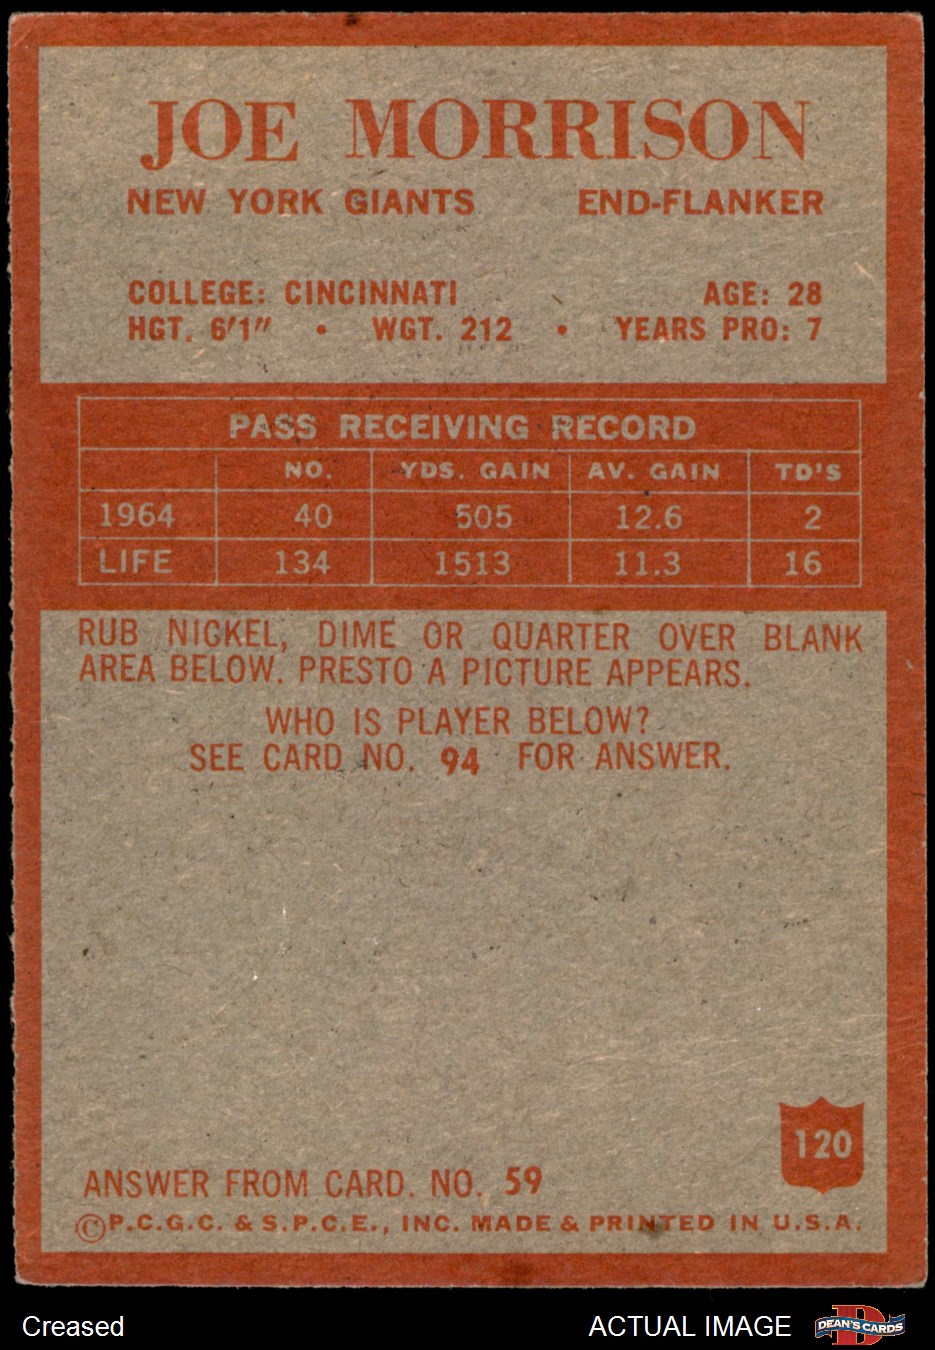 JOE MORRISON
NEW YORK GIANTS END-FLANKER
COLLEGE: CINCINNATI AGE: 28
HGT. 6'1" • WGT. 212 • YEARS PRO: 7
PASS RECEIVING RECORD
NO. YDS. GAIN AV. GAIN TD'S
1964 40 505 12.6 2
LIFE 134 1513 11.3 16
RUB NICKEL, DIME OR QUARTER OVER BLANK
AREA BELOW. PRESTO A PICTURE APPEARS.
WHO IS PLAYER BELOW?
SEE CARD NO. 94 FOR ANSWER.
120
ANSWER FROM CARD. NO. 59
©P.C.G.C. & S.P.C.E., INC. MADE & PRINTED IN U.S.A.
Creased ACTUAL IMAGE D DEAN'S CARDS